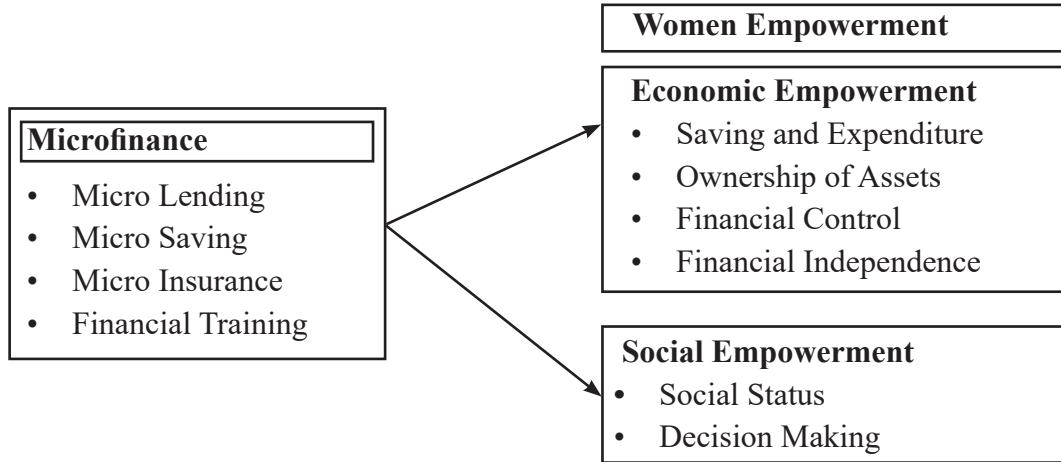 Microfinance
• Micro Lending
• Micro Saving
• Micro Insurance
• Financial Training
Women Empowerment
Economic Empowerment
• Saving and Expenditure
• Ownership of Assets
• Financial Control
• Financial Independence
Social Empowerment
• Social Status
• Decision Making